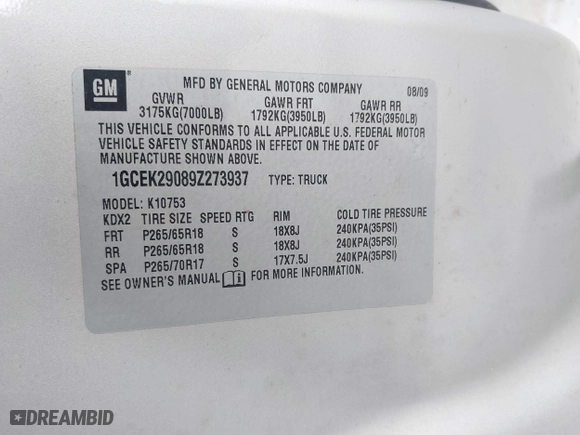 GM
MFD BY GENERAL MOTORS COMPANY 08/09
GVWR GAWR FRT GAWR RR
3175KG(7000LB) 1792KG(3950LB) 1792KG(3950LB)
THIS VEHICLE CONFORMS TO ALL APPLICABLE U.S. FEDERAL MOTOR
VEHICLE SAFETY STANDARDS IN EFFECT ON THE DATE OF
MANUFACTURE SHOWN ABOVE.
1GCEK29089Z273937 TYPE: TRUCK
MODEL: K10753
KDX2 TIRE SIZE SPEED RTG RIM COLD TIRE PRESSURE
FRT P265/65R18 S 18X8J 240KPA(35PSI)
RR P265/65R18 S 18X8J 240KPA(35PSI)
SPA P265/70R17 S 17X7.5J 240KPA(35PSI)
SEE OWNER'S MANUAL FOR MORE INFORMATION.
DREAMBID